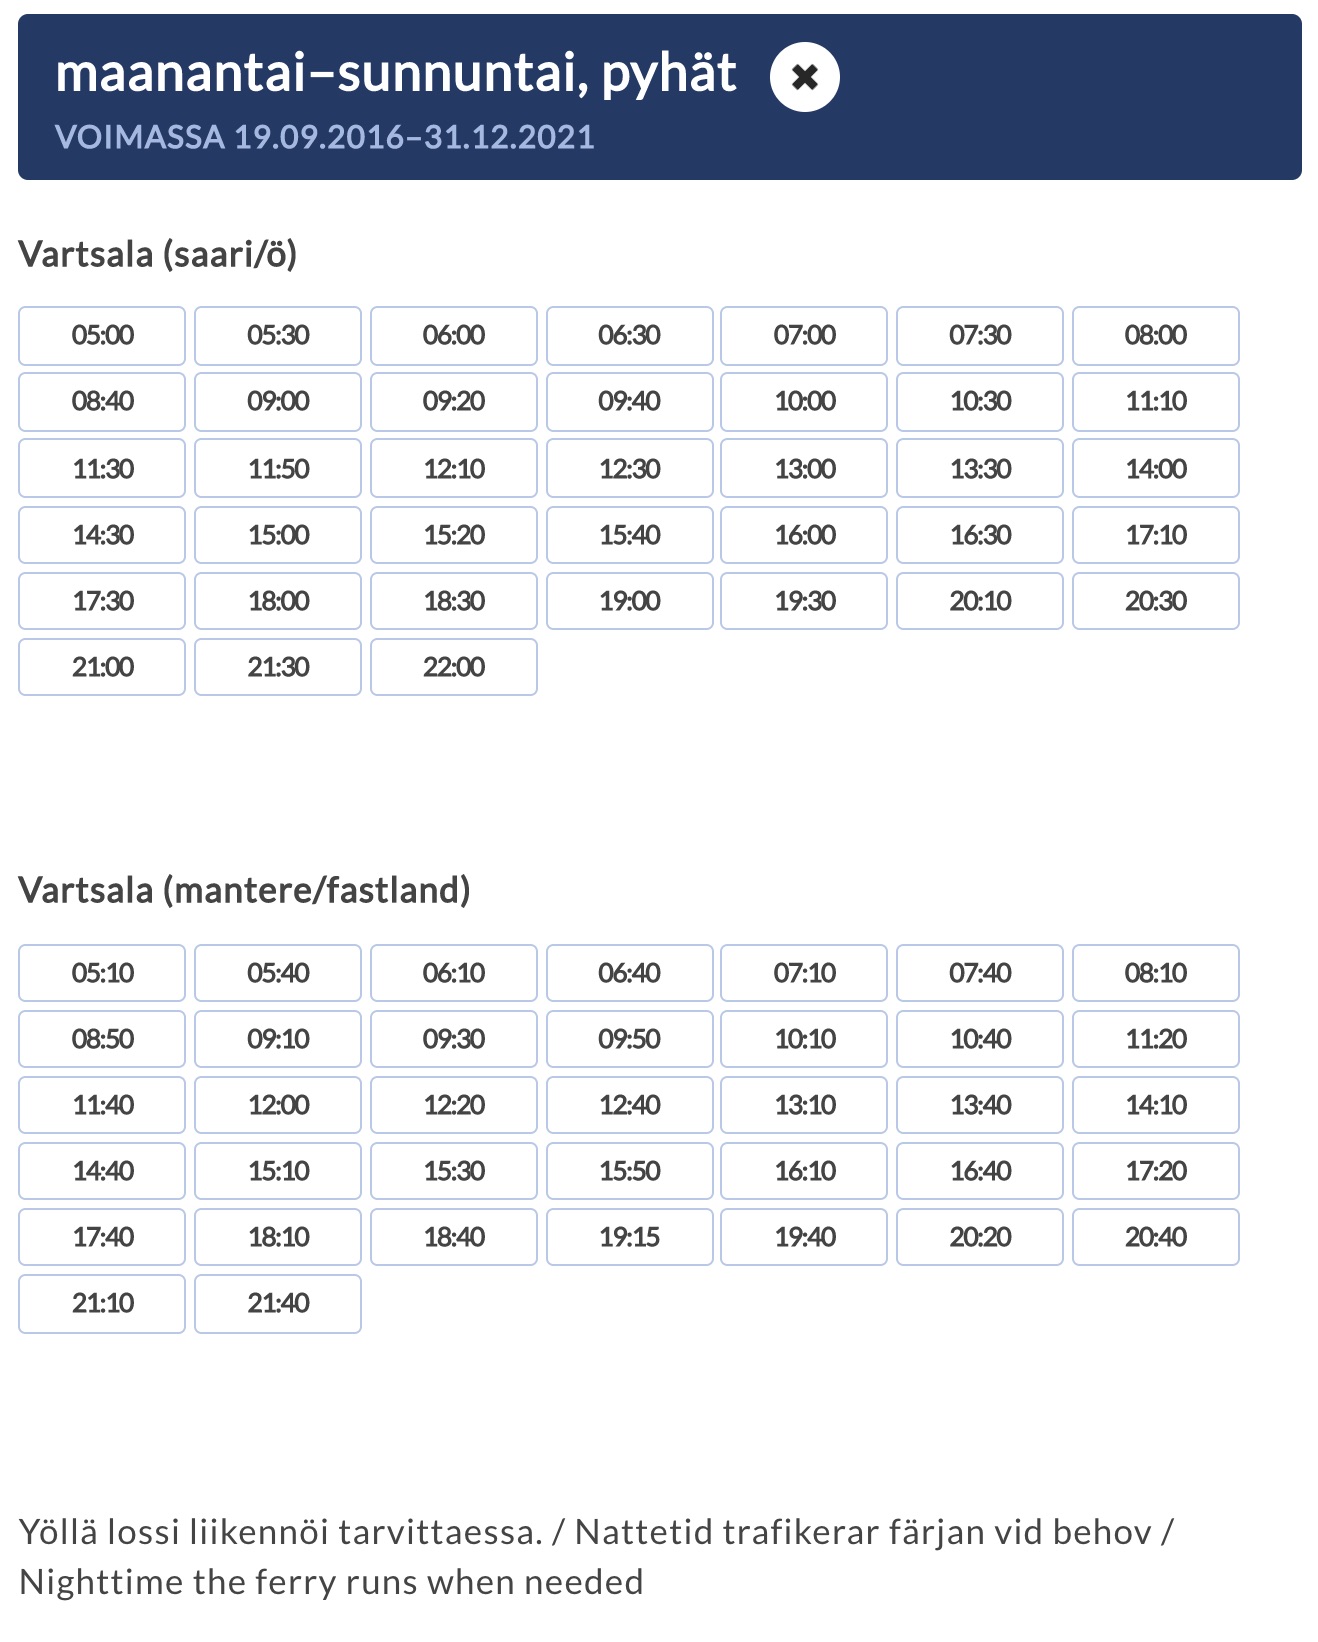 maanantai–sunnuntai, pyhät
VOIMASSA 19.09.2016–31.12.2021
Vartsala (saari/ö)
05:00 05:30 06:00 06:30 07:00 07:30 08:00
08:40 09:00 09:20 09:40 10:00 10:30 11:10
11:30 11:50 12:10 12:30 13:00 13:30 14:00
14:30 15:00 15:20 15:40 16:00 16:30 17:10
17:30 18:00 18:30 19:00 19:30 20:10 20:30
21:00 21:30 22:00
Vartsala (mantere/fastland)
05:10 05:40 06:10 06:40 07:10 07:40 08:10
08:50 09:10 09:30 09:50 10:10 10:40 11:20
11:40 12:00 12:20 12:40 13:10 13:40 14:10
14:40 15:10 15:30 15:50 16:10 16:40 17:20
17:40 18:10 18:40 19:15 19:40 20:20 20:40
21:10 21:40
Yöllä lossi liikennöi tarvittaessa. / Nattetid trafikerar färjan vid behov /
Nighttime the ferry runs when needed